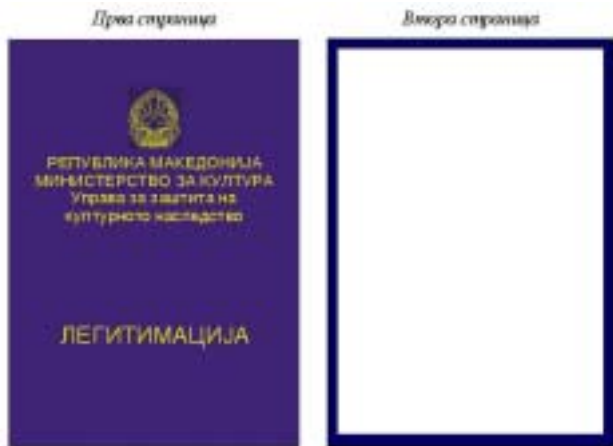 Прва страница
Втора страница
РЕПУБЛИКА МАКЕДОНИЈА
МИНИСТЕРСТВО ЗА КУЛТУРА
Управа за заштита на
културното наследство
ЛЕГИТИМАЦИЈА